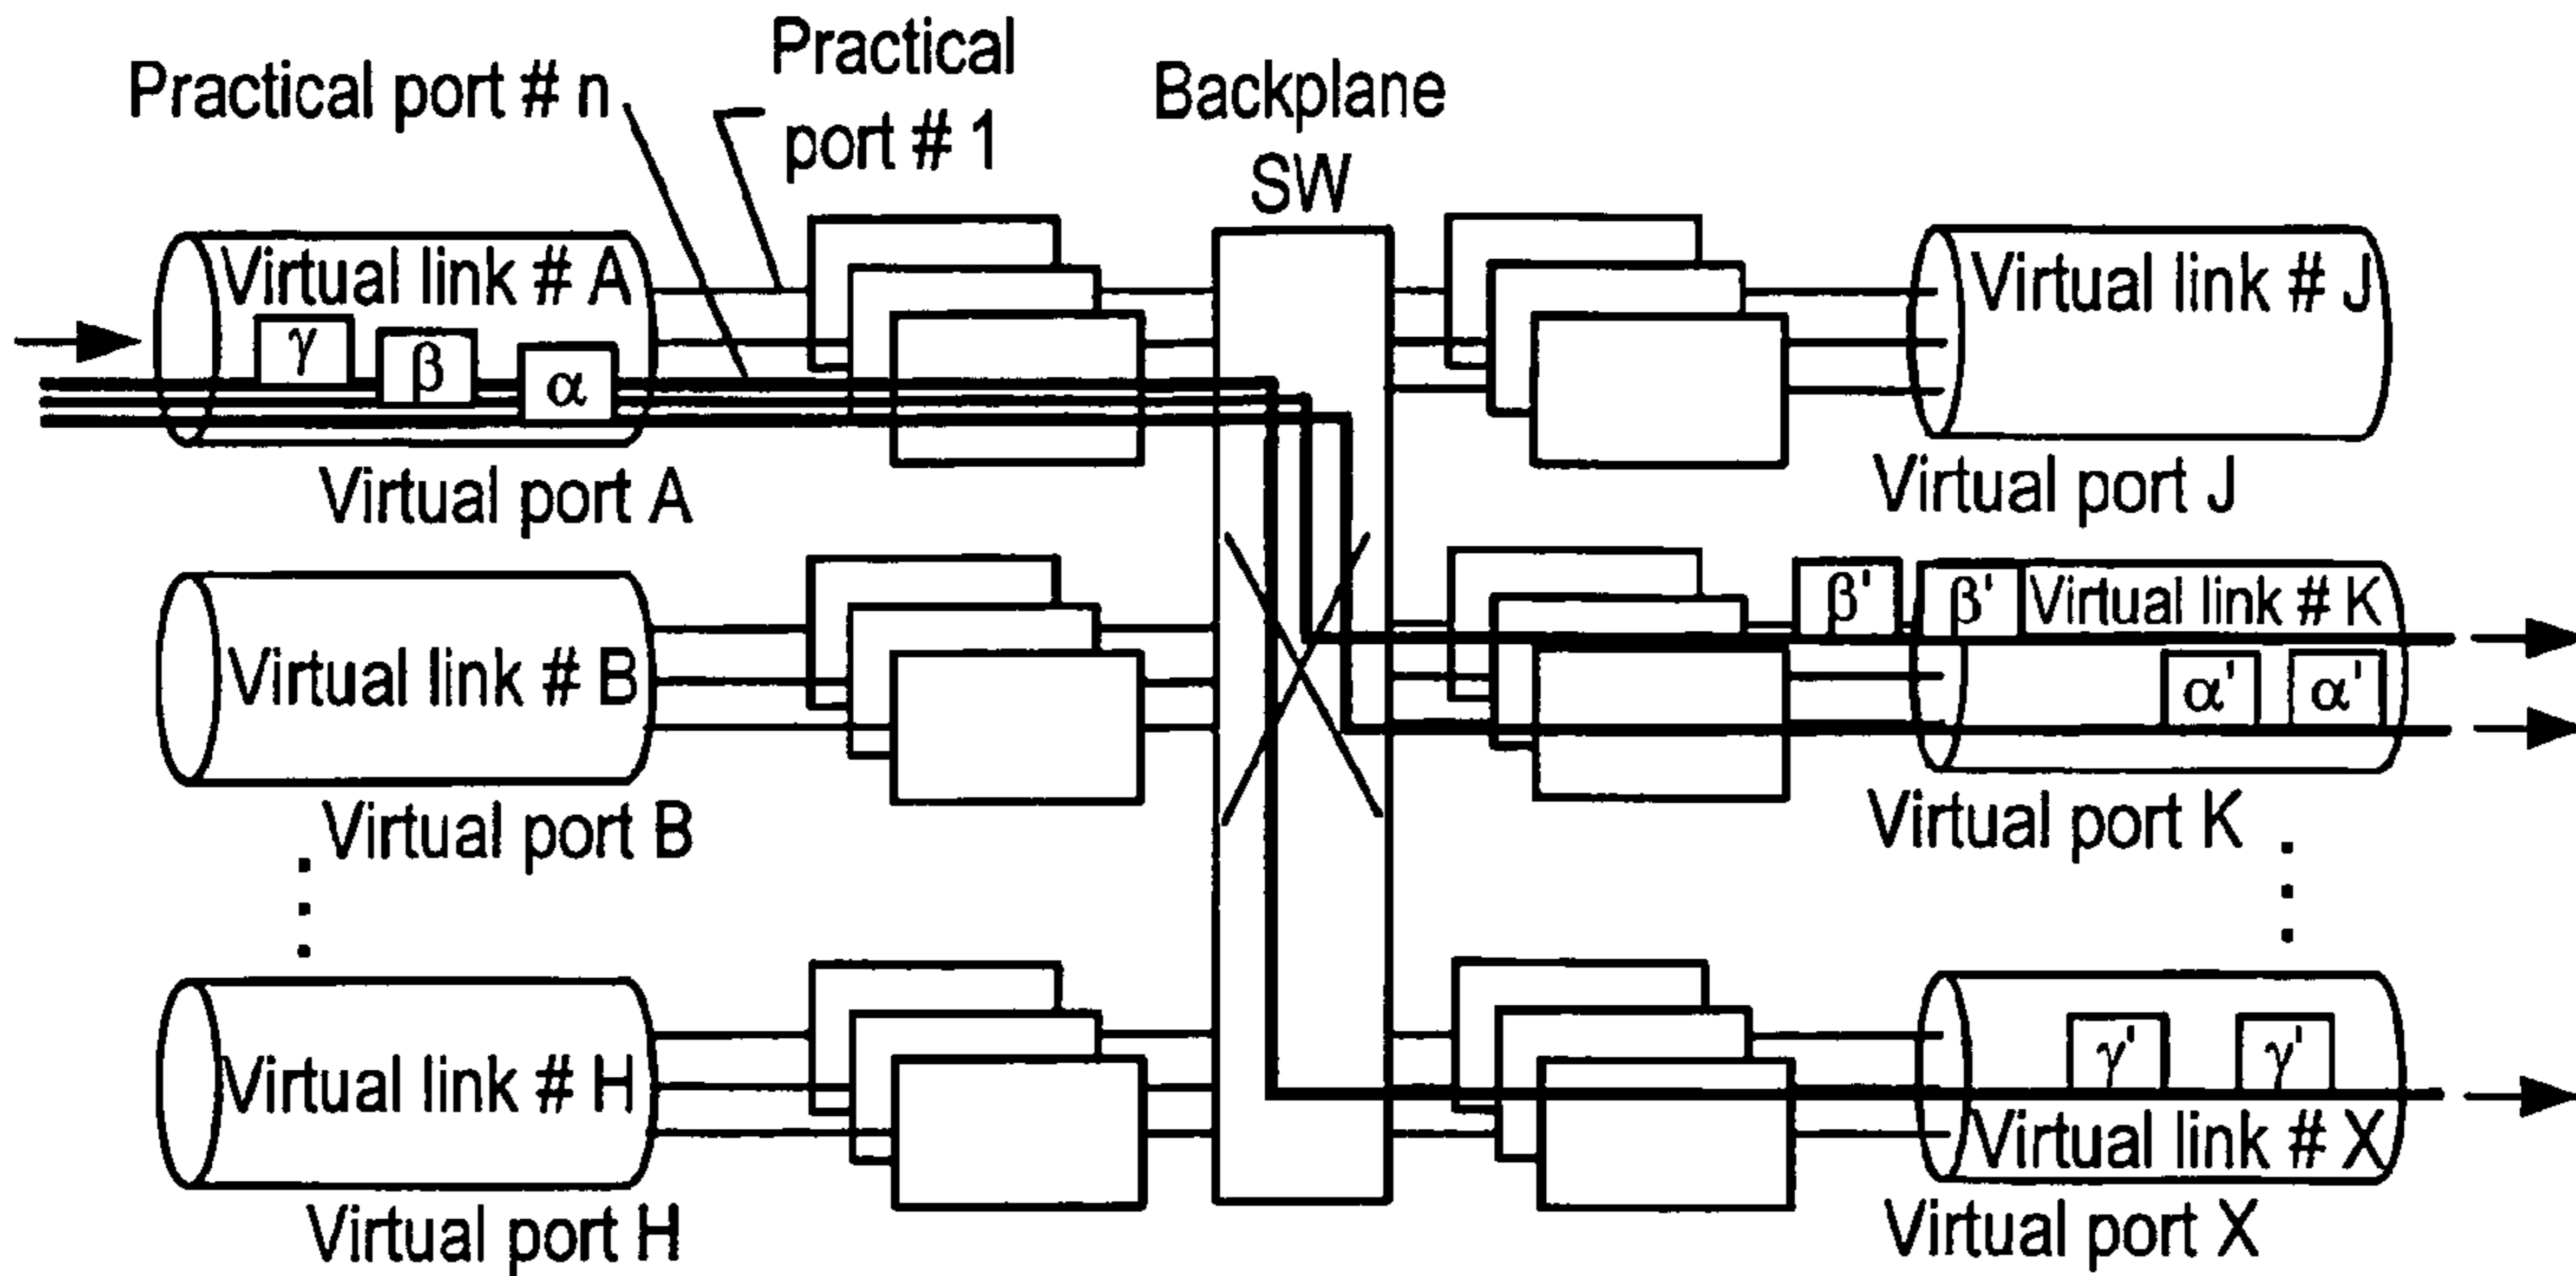 Practical port # n
Practical
port # 1
Backplane
SW
Virtual link # A
γ
β
α
Virtual port A
Virtual link # J
Virtual port J
Virtual link # B
Virtual port B
β'
β'
Virtual link # K
α'
α'
Virtual port K
Virtual link # H
Virtual port H
γ'
γ'
Virtual link # X
Virtual port X